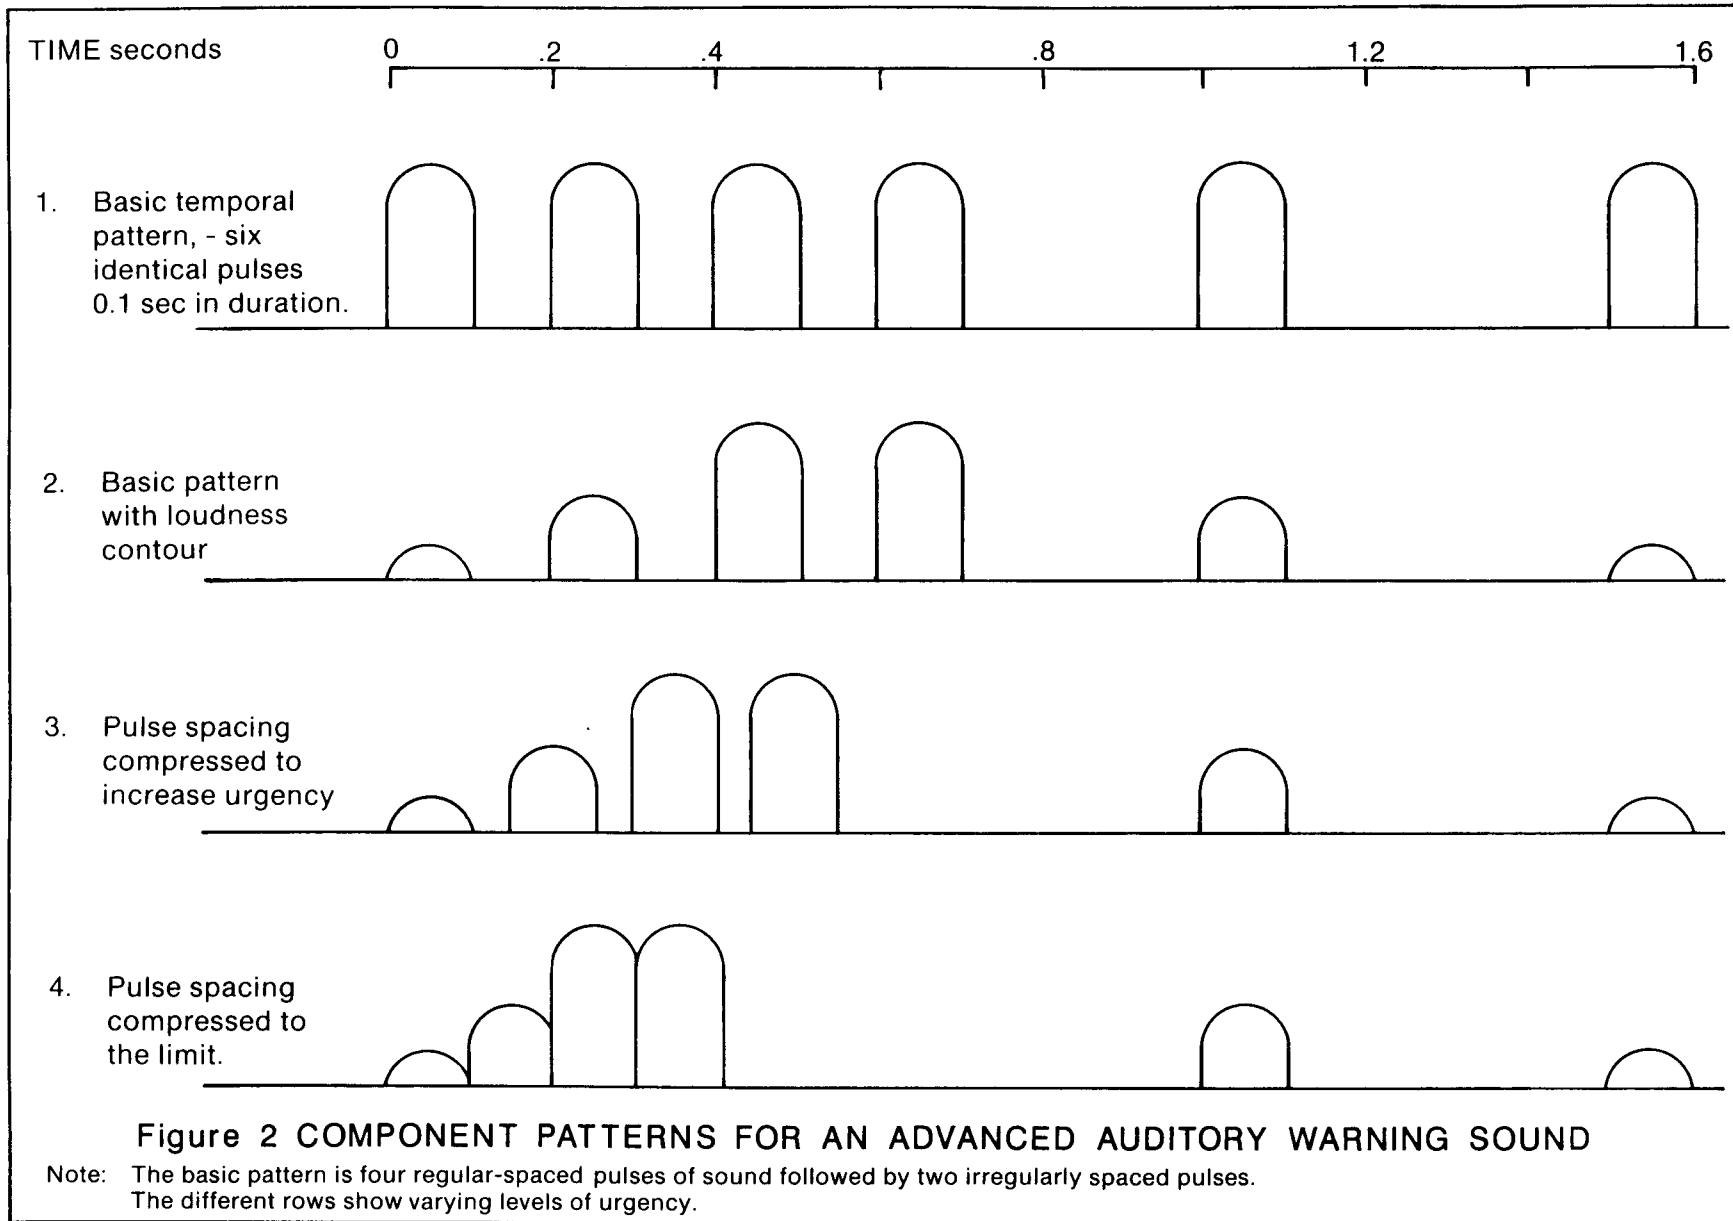 TIME seconds 0 .2 .4 .8 1.2 1.6
1. Basic temporal
pattern, - six
identical pulses
0.1 sec in duration.
2. Basic pattern
with loudness
contour
3. Pulse spacing
compressed to
increase urgency
4. Pulse spacing
compressed to
the limit.
Figure 2 COMPONENT PATTERNS FOR AN ADVANCED AUDITORY WARNING SOUND
Note: The basic pattern is four regular-spaced pulses of sound followed by two irregularly spaced pulses.
The different rows show varying levels of urgency.